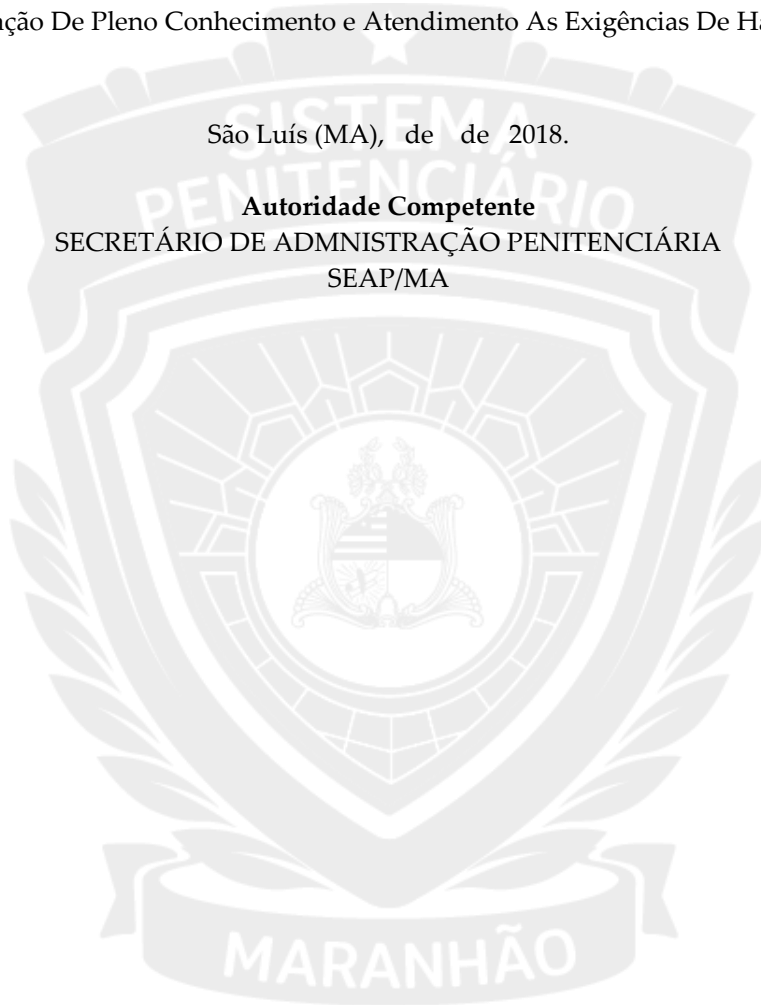 ção De Pleno Conhecimento e Atendimento As Exigências De Ha
São Luís (MA), de de 2018.
Autoridade Competente
SECRETÁRIO DE ADMNISTRAÇÃO PENITENCIÁRIA
SEAP/MA
SISTEMA
PENITENCIÁRIO
MARANHÃO